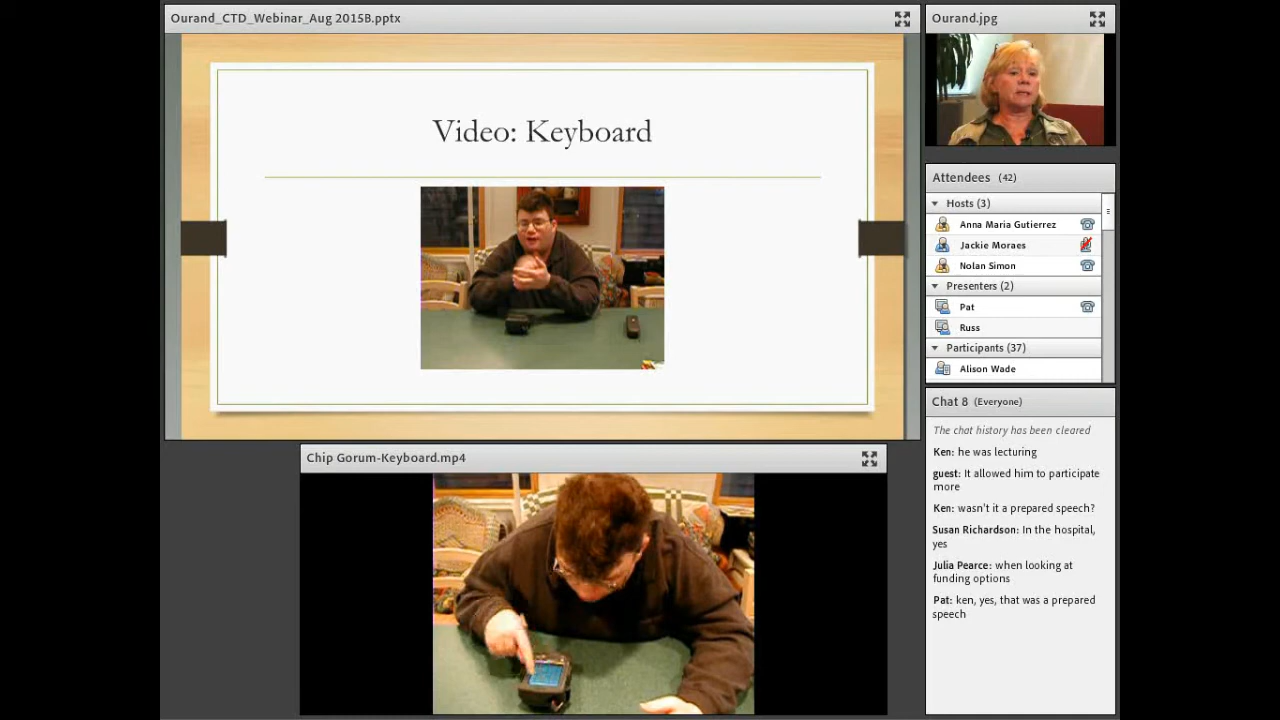 Ourand_CTD_Webinar_Aug 2015B.pptx
Video: Keyboard
Chip Gorum-Keyboard.mp4
Ourand.jpg
Attendees (42)
Hosts (3)
Anna Maria Gutierrez
Jackie Moraes
Nolan Simon
Presenters (2)
Pat
Russ
Participants (37)
Alison Wade
Chat 8 (Everyone)
The chat history has been cleared
Ken: he was lecturing
guest: It allowed him to participate
more
Ken: wasn't it a prepared speech?
Susan Richardson: In the hospital,
yes
Julia Pearce: when looking at
funding options
Pat: ken, yes, that was a prepared
speech